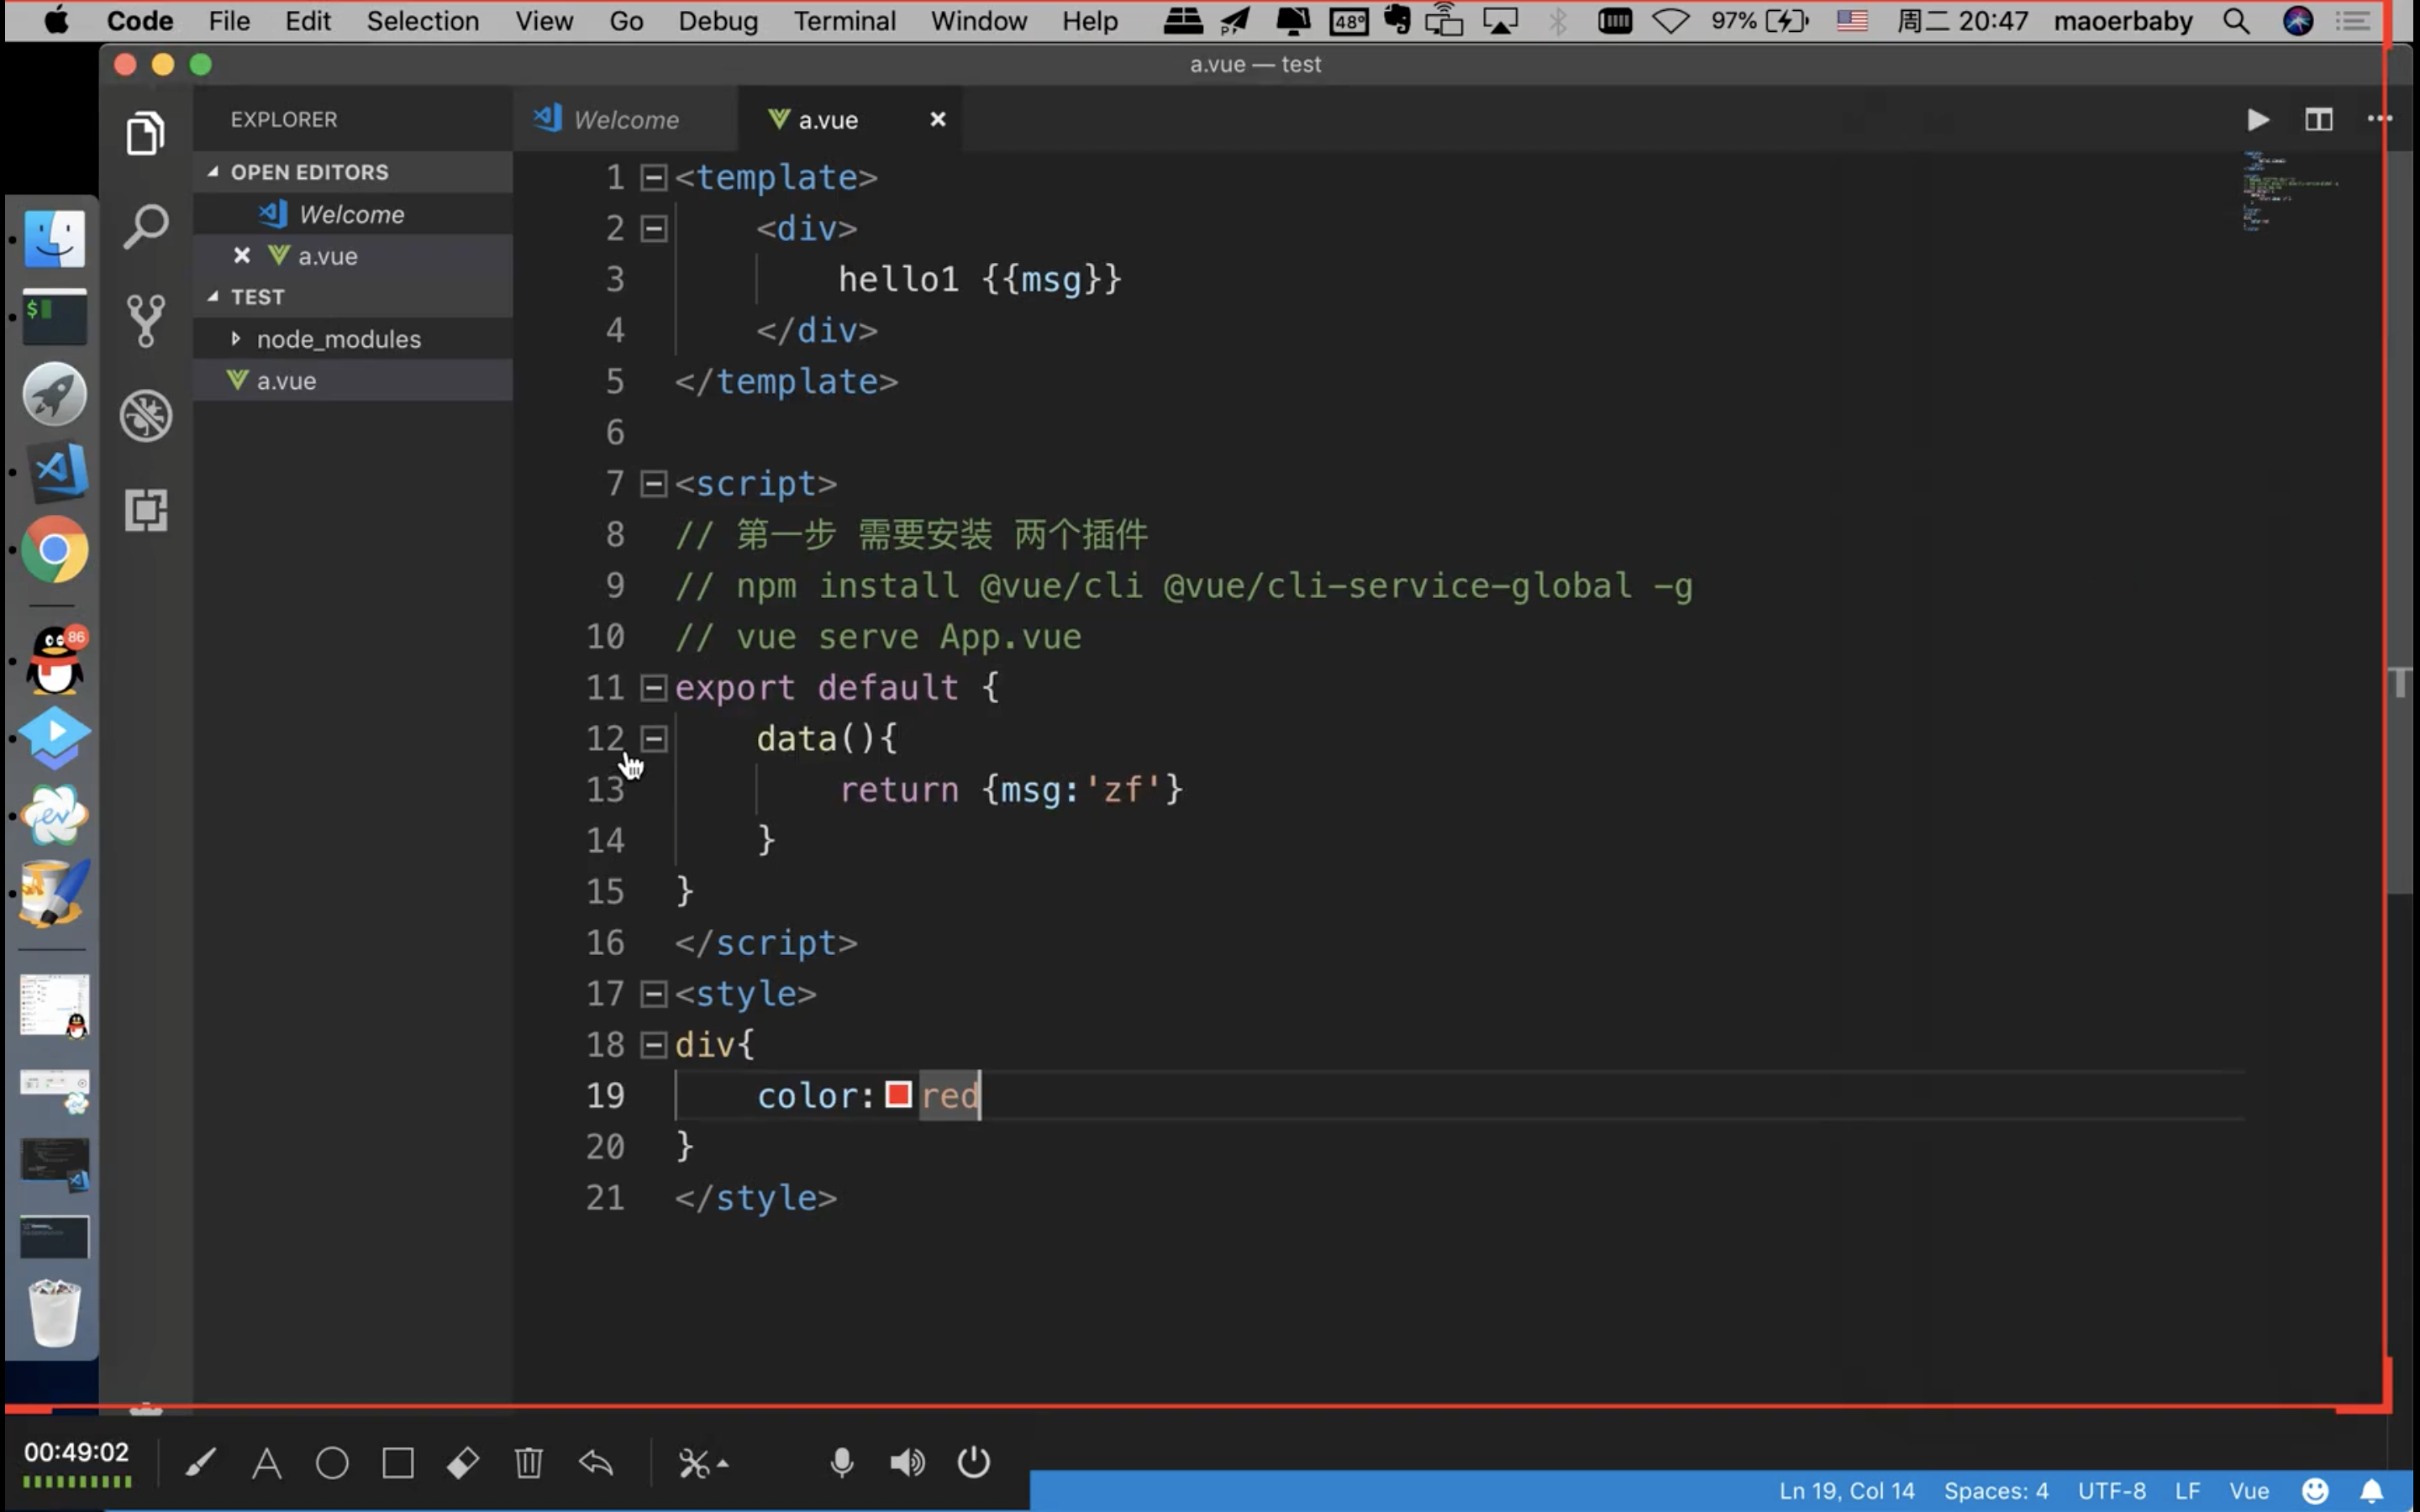 Code File Edit Selection View Go Debug Terminal Window Help 48° 97% 周二 20:47 maoerbaby
a.vue — test
EXPLORER
OPEN EDITORS
Welcome
a.vue
TEST
node_modules
a.vue
Welcome a.vue
1 <template>
2 <div>
3 hello1 {{msg}}
4 </div>
5 </template>
6
7 <script>
8 // 第一步 需要安装 两个插件
9 // npm install @vue/cli @vue/cli-service-global -g
10 // vue serve App.vue
11 export default {
12 data(){
13 return {msg:'zf'}
14 }
15 }
16 </script>
17 <style>
18 div{
19 color: red
20 }
21 </style>
$
86
ev
00:49:02
Ln 19, Col 14 Spaces: 4 UTF-8 LF Vue